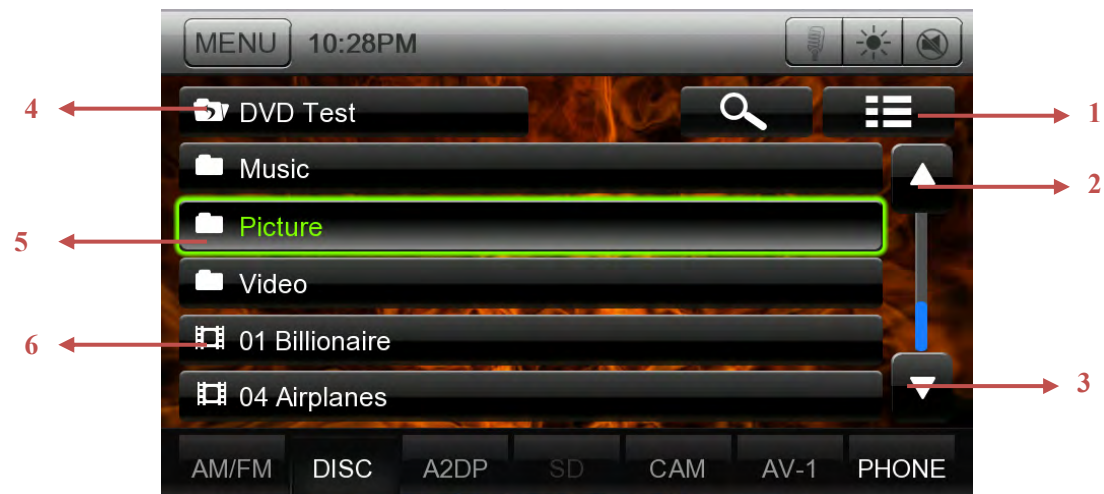 MENU 10:28PM
4 DVD Test 1
Music
2
Picture
5
Video
6 01 Billionaire
3
04 Airplanes
AM/FM DISC A2DP SD CAM AV-1 PHONE